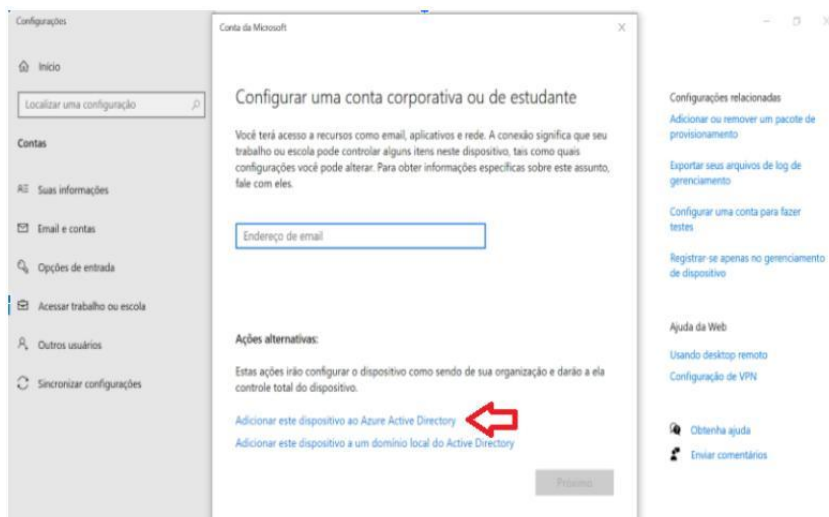 Configurações
Início
Localizar uma configuração
Contas
Suas informações
Email e contas
Opções de entrada
Acessar trabalho ou escola
Outros usuários
Sincronizar configurações
Conta da Microsoft
Configurar uma conta corporativa ou de estudante
Você terá acesso a recursos como email, aplicativos e rede. A conexão significa que seu
trabalho ou escola pode controlar alguns itens neste dispositivo, tais como quais
configurações você pode alterar. Para obter informações específicas sobre este assunto,
fale com eles.
Endereço de email
Ações alternativas:
Estas ações irão configurar o dispositivo como sendo de sua organização e darão a ela
controle total do dispositivo.
Adicionar este dispositivo ao Azure Active Directory
Adicionar este dispositivo a um domínio local do Active Directory
Próximo
Configurações relacionadas
Adicionar ou remover um pacote de
provisionamento
Exportar seus arquivos de log de
gerenciamento
Configurar uma conta para fazer
testes
Registrar-se apenas no gerenciamento
de dispositivo
Ajuda da Web
Usando desktop remoto
Configuração de VPN
Obtenha ajuda
Enviar comentários